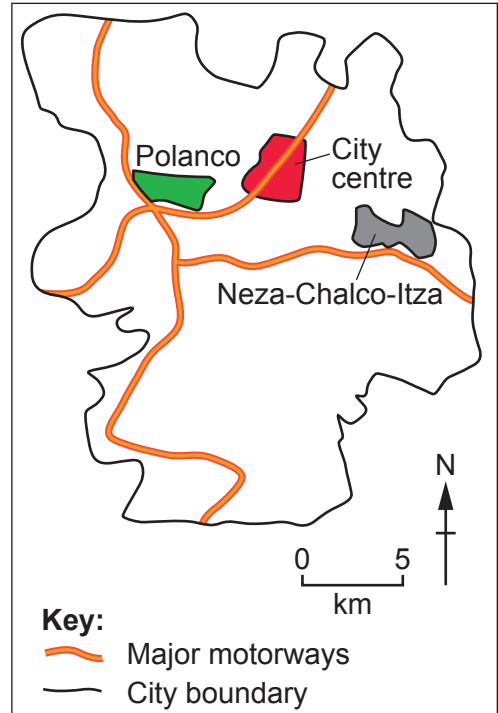 Polanco
City
centre
Neza-Chalco-Itza
N
0 5
km
Key:
Major motorways
City boundary